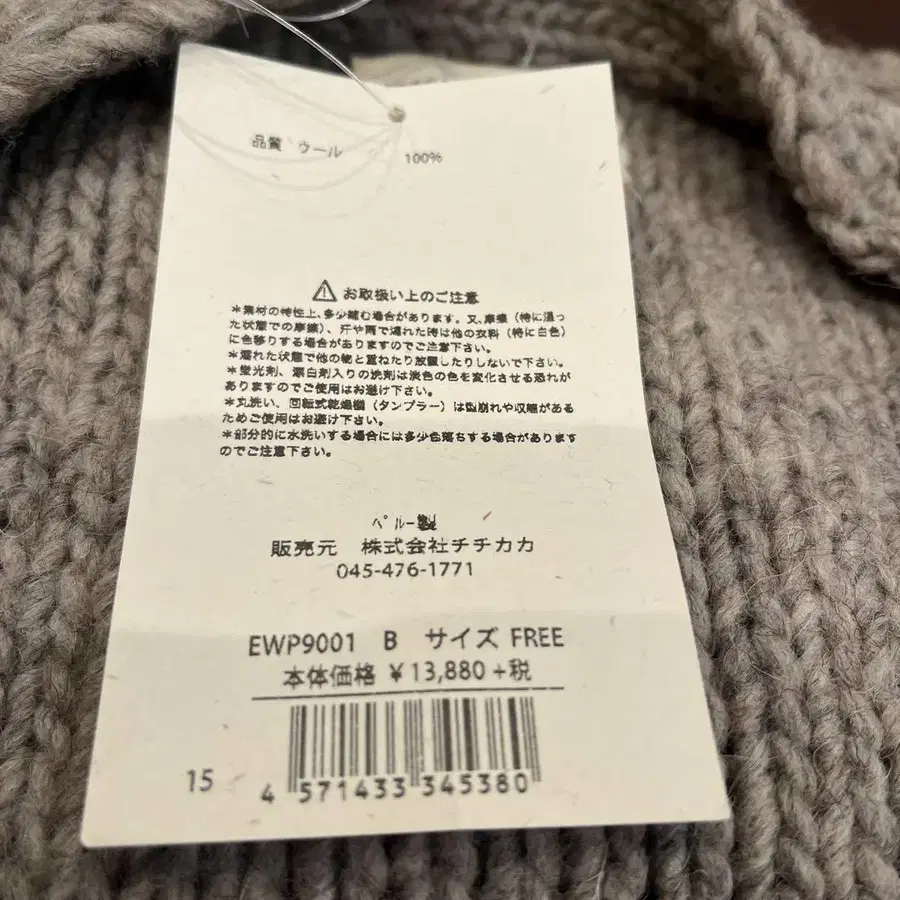 品質 ウール 100%
お取扱い上のご注意
*素材の特性上、多少縮む場合があります。又、摩擦（特に湿っ
た状態での摩擦）、汗や雨で濡れた時は他の衣料（特に白色）
に色移りする場合がありますのでご注意下さい。
*濡れた状態で他の物と重ねたり放置したりしないで下さい。
*蛍光剤、漂白剤入りの洗剤は淡色の色を変化させる恐れが
ありますのでご使用はお避け下さい。
*丸洗い、回転式乾燥機（タンブラー）は型崩れや収縮がある
ためご使用はお避け下さい。
*部分的に水洗いする場合には多少色落ちする場合があります
のでご注意下さい。
ペルー製
販売元 株式会社チチカカ
045-476-1771
EWP9001 B サイズ FREE
本体価格 ¥13,880+税
15
4 571433 345380